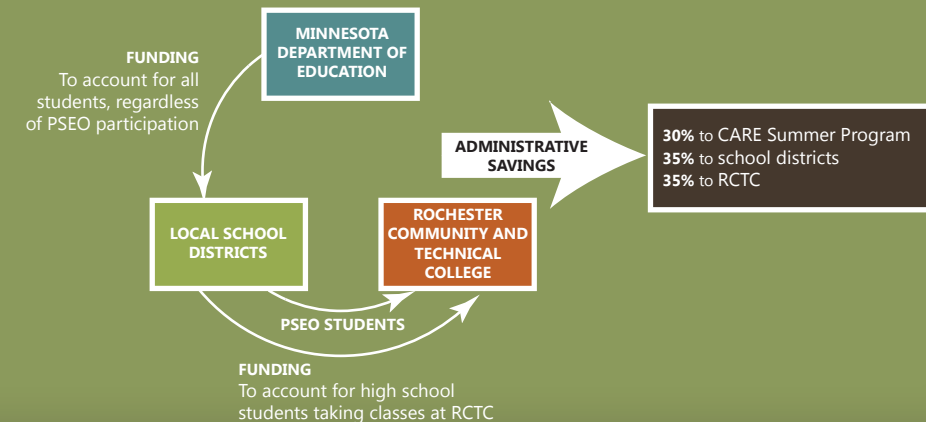 MINNESOTA
DEPARTMENT OF
EDUCATION
FUNDING
To account for all
students, regardless
of PSEO participation
ADMINISTRATIVE
SAVINGS
30% to CARE Summer Program
35% to school districts
35% to RCTC
LOCAL SCHOOL
DISTRICTS
ROCHESTER
COMMUNITY AND
TECHNICAL
COLLEGE
PSEO STUDENTS
FUNDING
To account for high school
students taking classes at RCTC